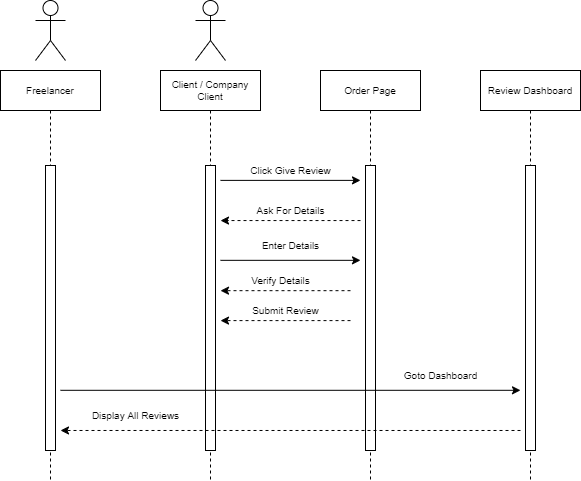 Freelancer
Client / Company
Client
Order Page
Review Dashboard
Click Give Review
Ask For Details
Enter Details
Verify Details
Submit Review
Goto Dashboard
Display All Reviews